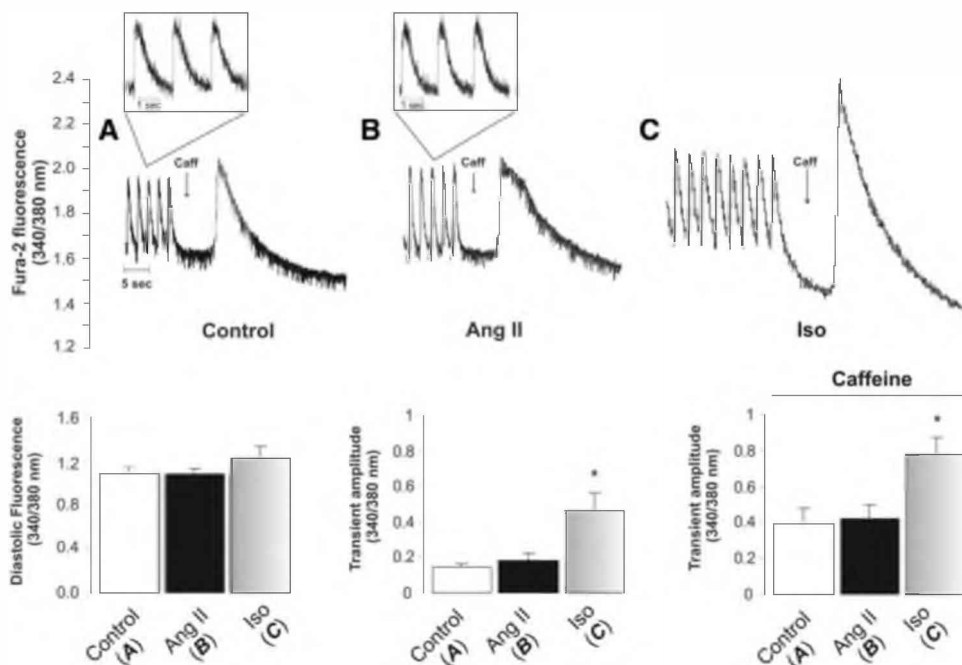 1 sec
1 sec
2.4
2.2
2.0
1.8
1.6
1.4
1.2
Fura-2 fluorescence
(340/380 nm)
A
Caff
5 sec
Control
B
Caff
Ang II
C
Caff
Iso
1.6
1.2
0.8
0.4
0.0
Diastolic Fluorescence
(340/380 nm)
Control
(A)
Ang II
(B)
Iso
(C)
1
0.8
0.6
0.4
0.2
0
Transient amplitude
(340/380 nm)
*
Control
(A)
Ang II
(B)
Iso
(C)
Caffeine
1
0.8
0.6
0.4
0.2
0
Transient amplitude
(340/380 nm)
*
Control
(A)
Ang II
(B)
Iso
(C)